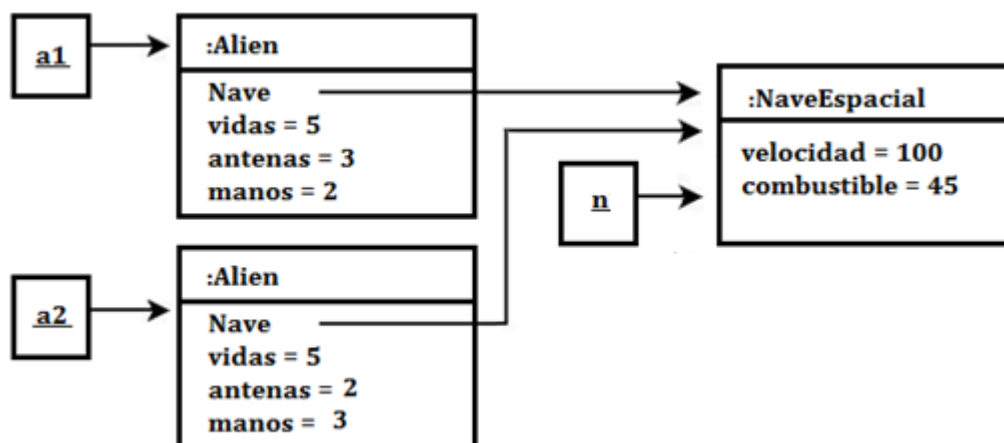 a1
:Alien
Nave
vidas = 5
antenas = 3
manos = 2
:NaveEspacial
velocidad = 100
combustible = 45
n
a2
:Alien
Nave
vidas = 5
antenas = 2
manos = 3